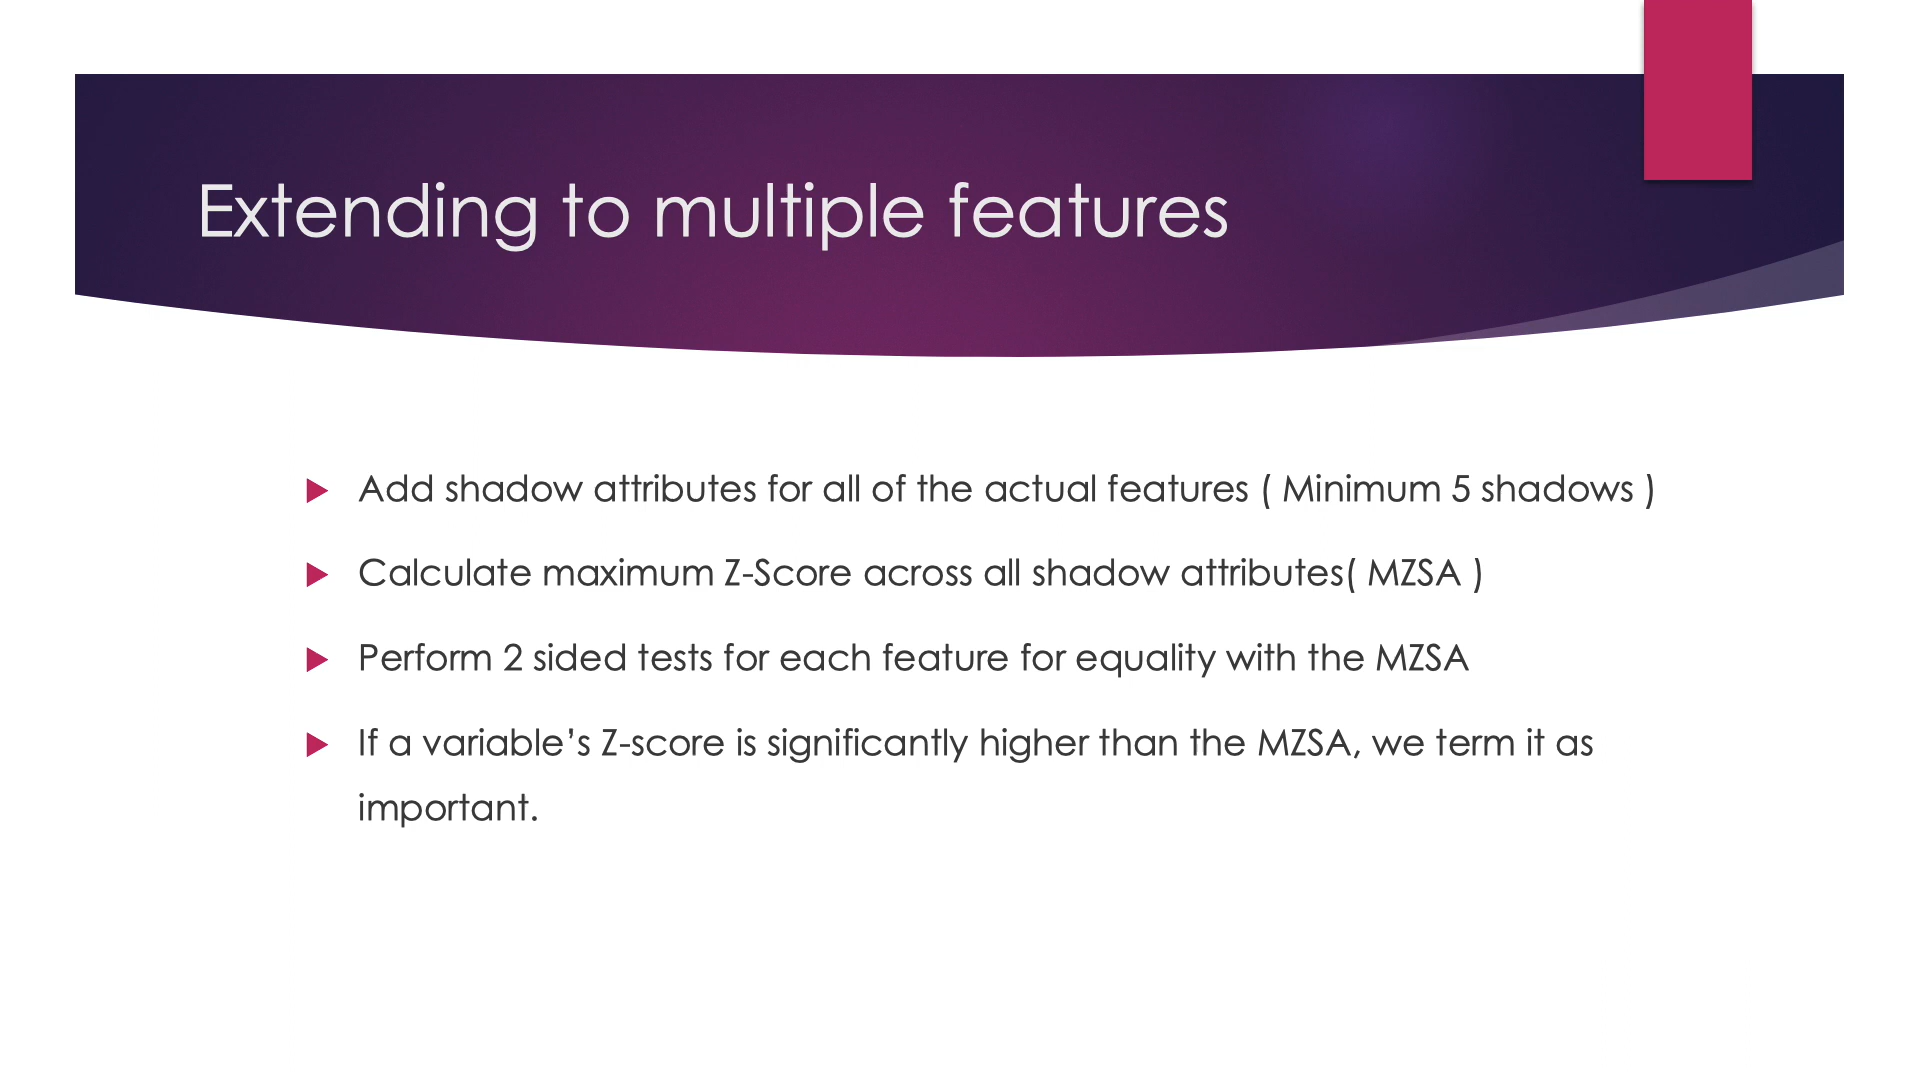 Extending to multiple features
Add shadow attributes for all of the actual features ( Minimum 5 shadows )
Calculate maximum Z-Score across all shadow attributes( MZSA )
Perform 2 sided tests for each feature for equality with the MZSA
If a variable’s Z-score is significantly higher than the MZSA, we term it as
important.